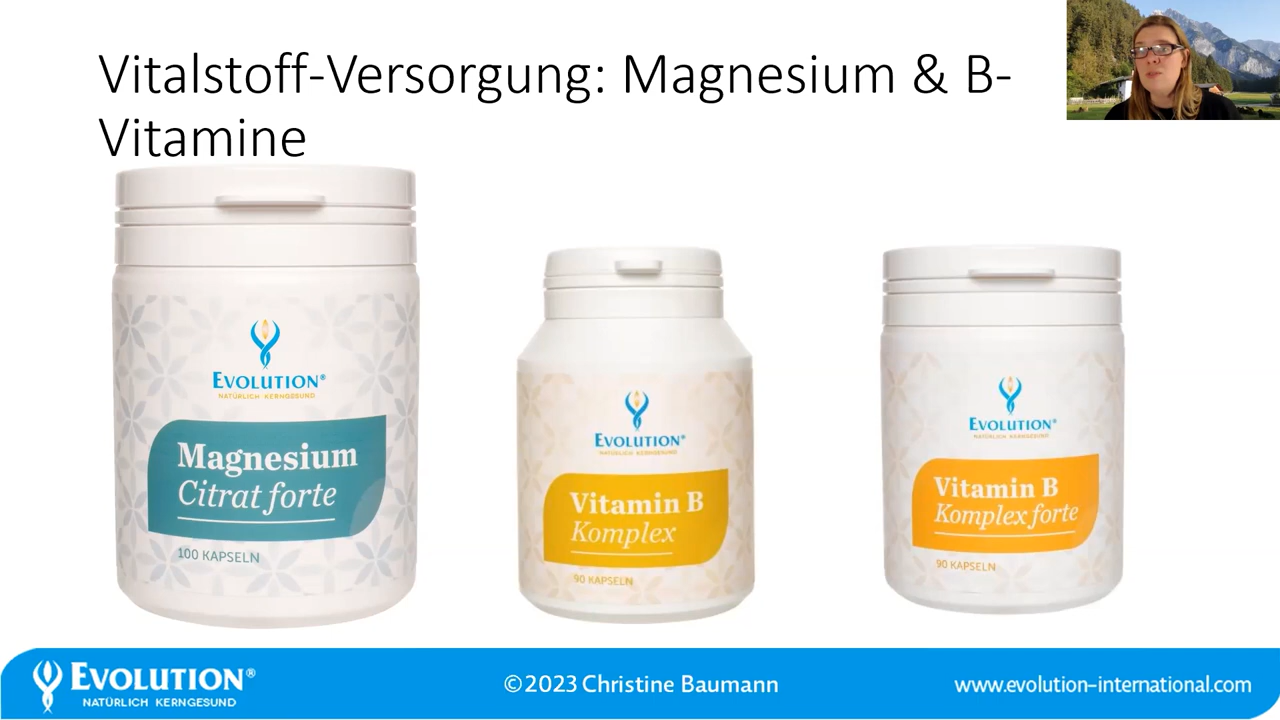 Vitalstoff-Versorgung: Magnesium & B-
Vitamine
EVOLUTION®
NATÜRLICH KERNGESUND
Magnesium
Citrat forte
100 KAPSELN
EVOLUTION®
NATÜRLICH KERNGESUND
Vitamin B
Komplex
90 KAPSELN
EVOLUTION®
NATÜRLICH KERNGESUND
Vitamin B
Komplex forte
90 KAPSELN
EVOLUTION®
NATÜRLICH KERNGESUND
©2023 Christine Baumann
www.evolution-international.com